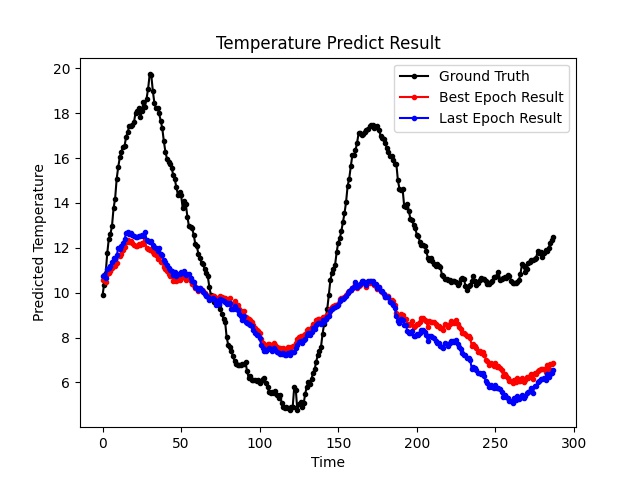 Temperature Predict Result
Ground Truth
Best Epoch Result
Last Epoch Result
Predicted Temperature
20
18
16
14
12
10
8
6
0 50 100 150 200 250 300
Time